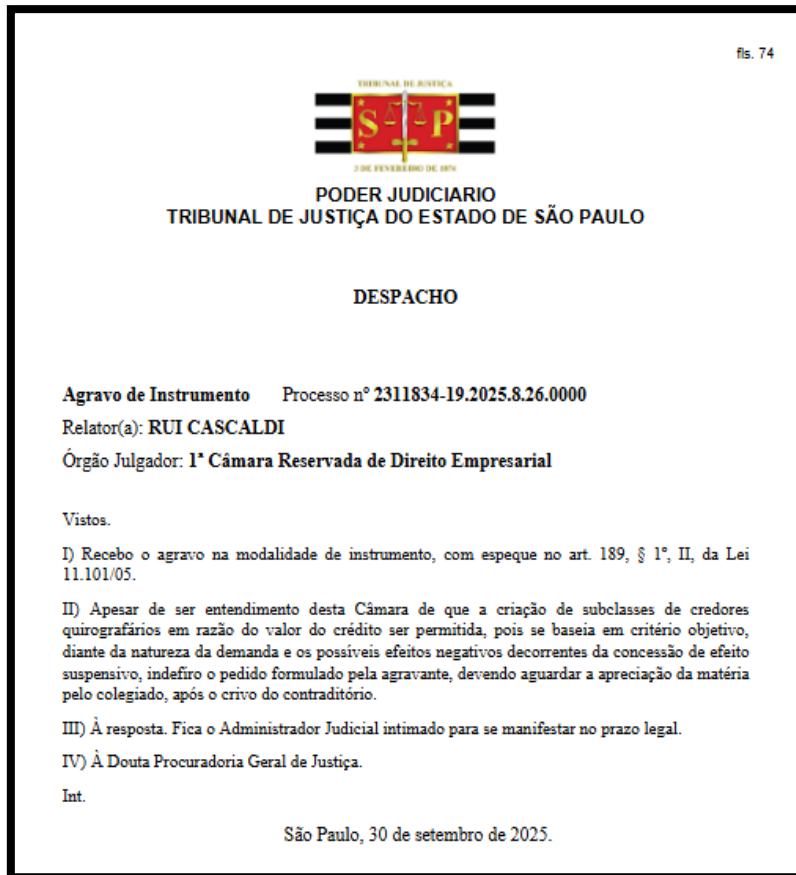 fls. 74
TRIBUNAL DE JUSTIÇA
S P
3 DE FEVEREIRO DE 1874
PODER JUDICIARIO
TRIBUNAL DE JUSTIÇA DO ESTADO DE SÃO PAULO
DESPACHO
Agravo de Instrumento Processo nº 2311834-19.2025.8.26.0000
Relator(a): RUI CASCALDI
Órgão Julgador: 1ª Câmara Reservada de Direito Empresarial
Vistos.
I) Recebo o agravo na modalidade de instrumento, com espeque no art. 189, § 1º, II, da Lei
11.101/05.
II) Apesar de ser entendimento desta Câmara de que a criação de subclasses de credores
quirografários em razão do valor do crédito ser permitida, pois se baseia em critério objetivo,
diante da natureza da demanda e os possíveis efeitos negativos decorrentes da concessão de efeito
suspensivo, indefiro o pedido formulado pela agravante, devendo aguardar a apreciação da matéria
pelo colegiado, após o crivo do contraditório.
III) À resposta. Fica o Administrador Judicial intimado para se manifestar no prazo legal.
IV) À Douta Procuradoria Geral de Justiça.
Int.
São Paulo, 30 de setembro de 2025.